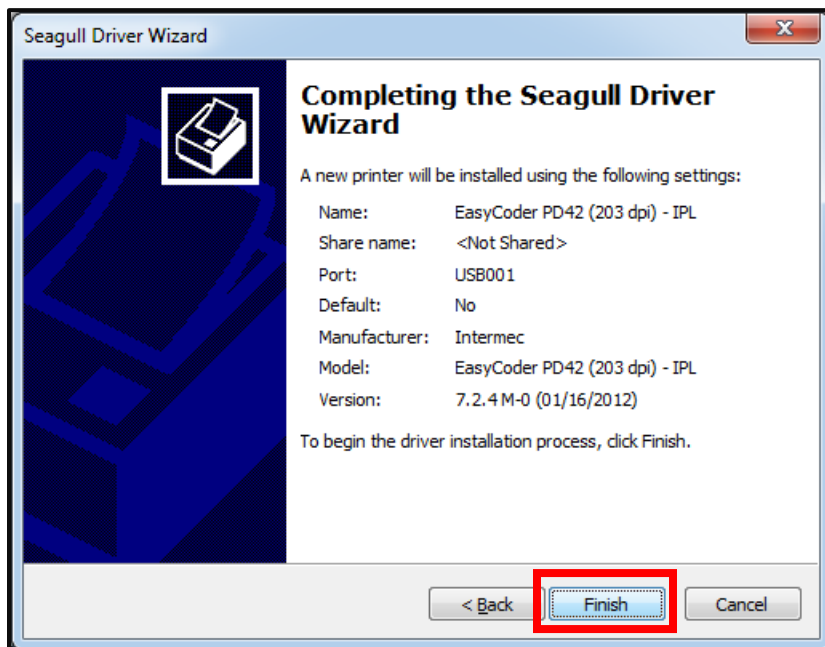 Seagull Driver Wizard
Completing the Seagull Driver
Wizard
A new printer will be installed using the following settings:
Name: EasyCoder PD42 (203 dpi) - IPL
Share name: <Not Shared>
Port: USB001
Default: No
Manufacturer: Intermec
Model: EasyCoder PD42 (203 dpi) - IPL
Version: 7.2.4 M-0 (01/16/2012)
To begin the driver installation process, click Finish.
< Back Finish Cancel